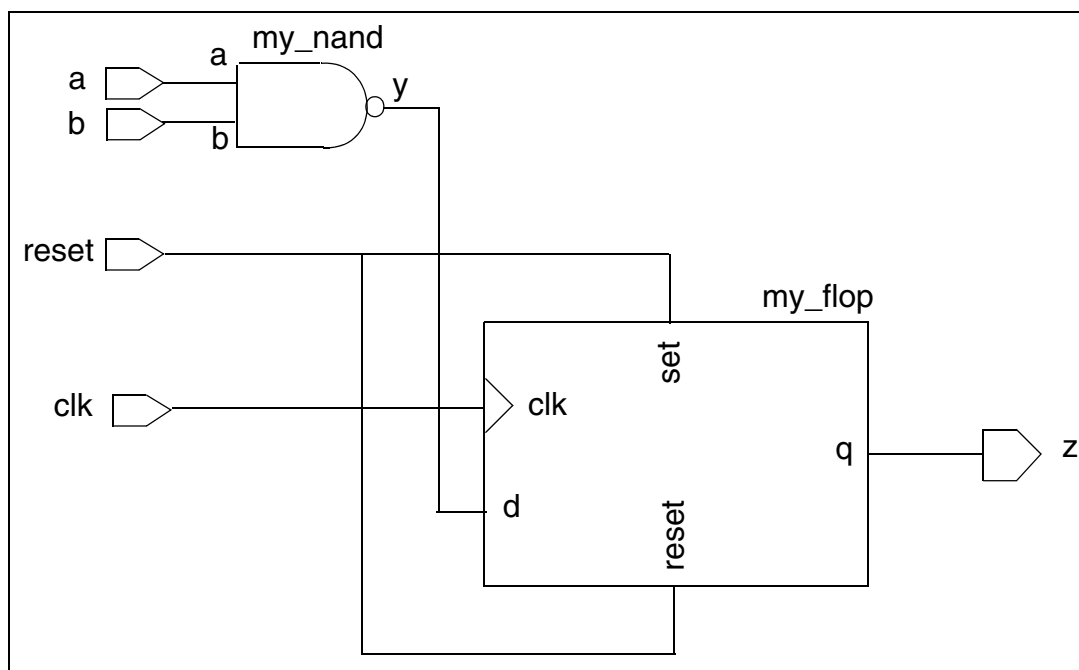 my_nand
a
a
y
b
b
reset
my_flop
set
clk
clk
q
z
d
reset